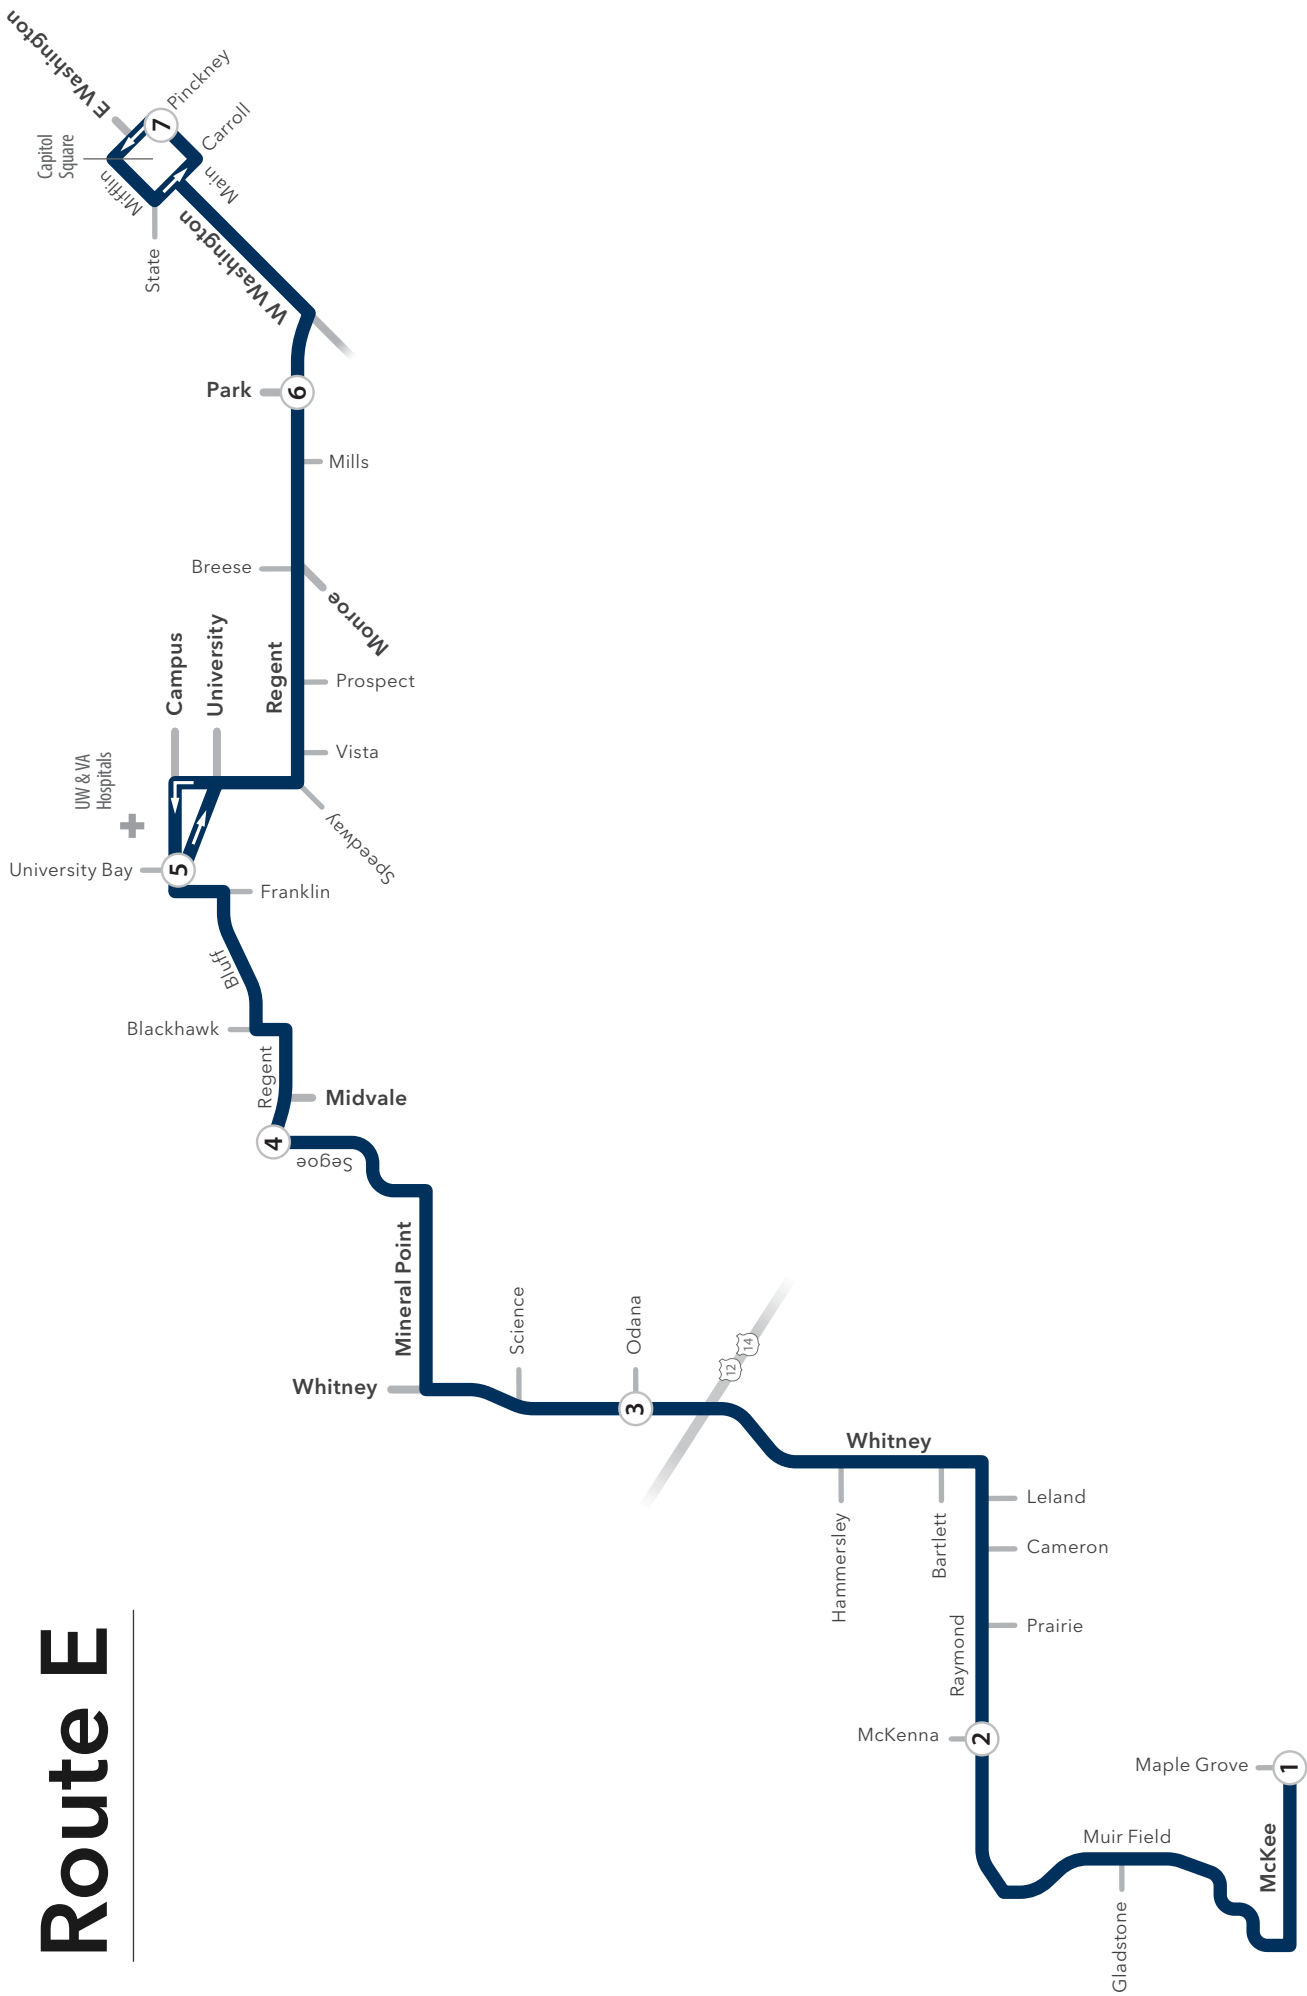 Route E
E Washington
Pinckney
7
Capitol
Square
Carroll
Mifflin
Main
State
W Washington
Park
6
Mills
Breese
Monroe
Campus
University
Regent
Prospect
Vista
UW & VA
Hospitals
Speedway
University Bay
5
Franklin
Bluff
Blackhawk
Regent
Midvale
4
Segoe
Mineral Point
Whitney
Science
Odana
3
14
12
Whitney
Hammersley
Bartlett
Leland
Cameron
Prairie
Raymond
McKenna
2
Maple Grove
1
Muir Field
McKee
Gladstone